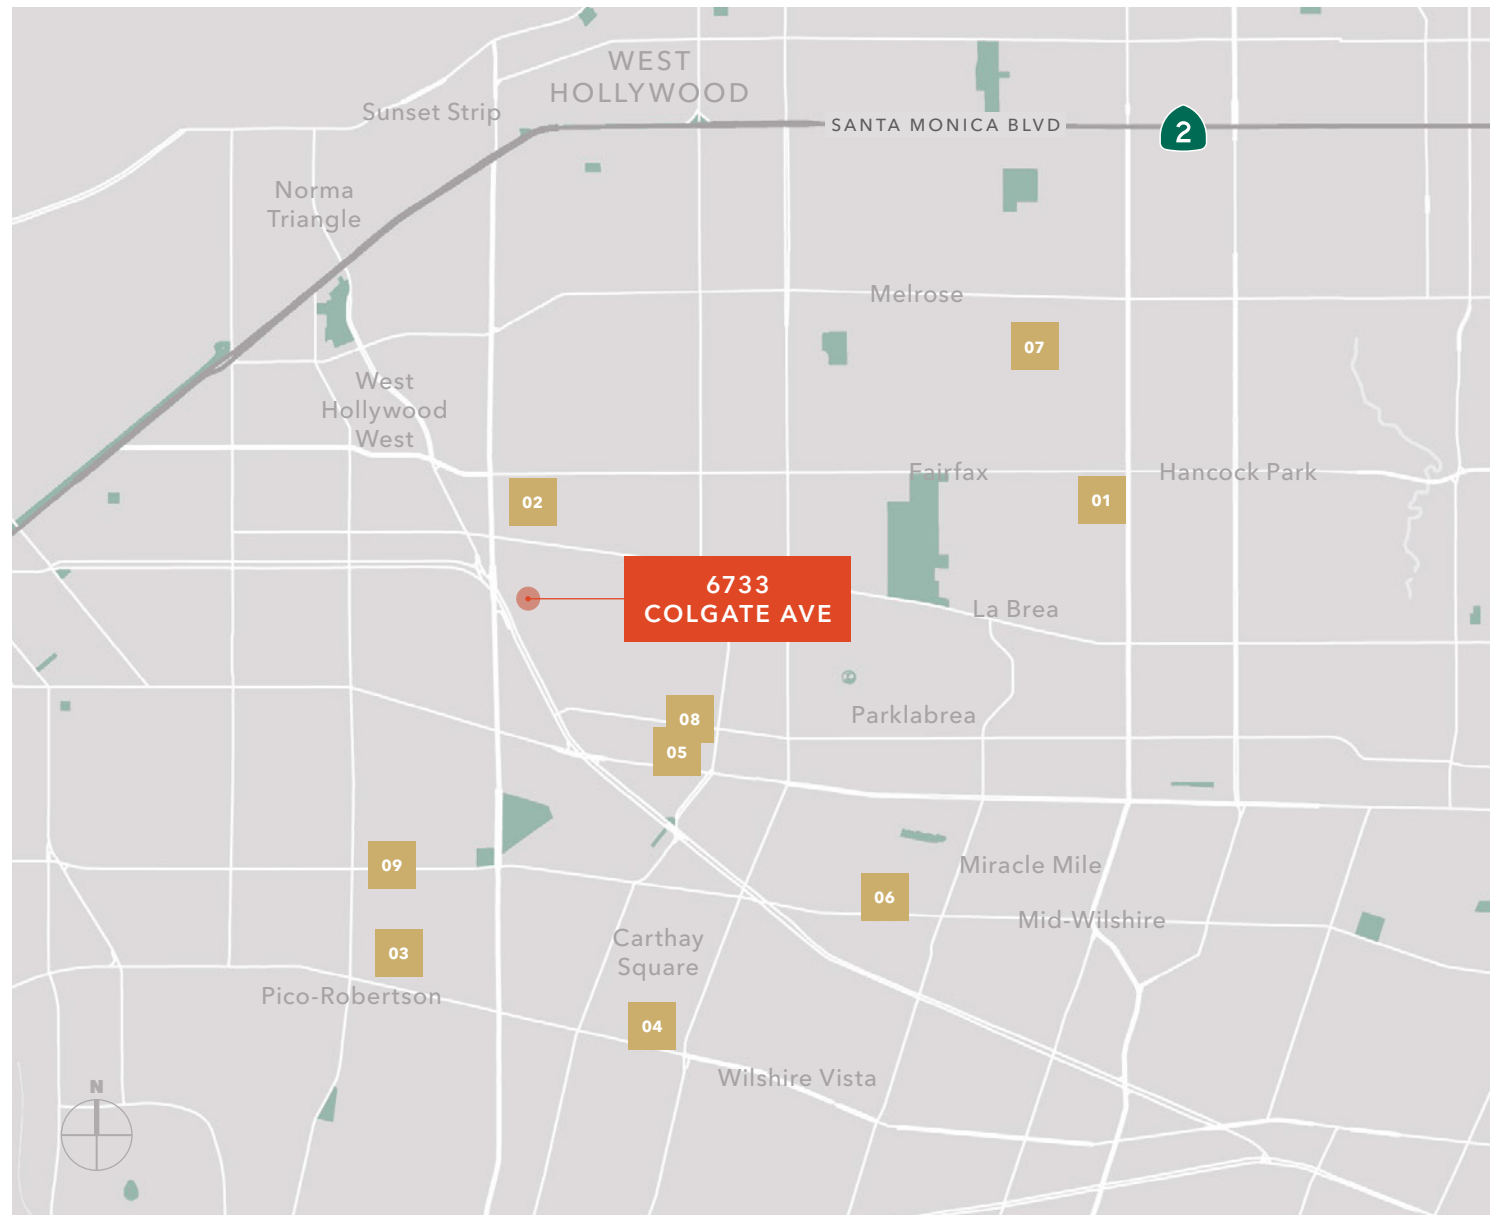 WEST
HOLLYWOOD
Sunset Strip
SANTA MONICA BLVD
2
Norma
Triangle
Melrose
07
West
Hollywood
West
Fairfax
Hancock Park
02
01
6733
COLGATE AVE
La Brea
08
Parklabrea
05
09
Miracle Mile
06
Mid-Wilshire
03
Carthay
Square
Pico-Robertson
04
Wilshire Vista
N